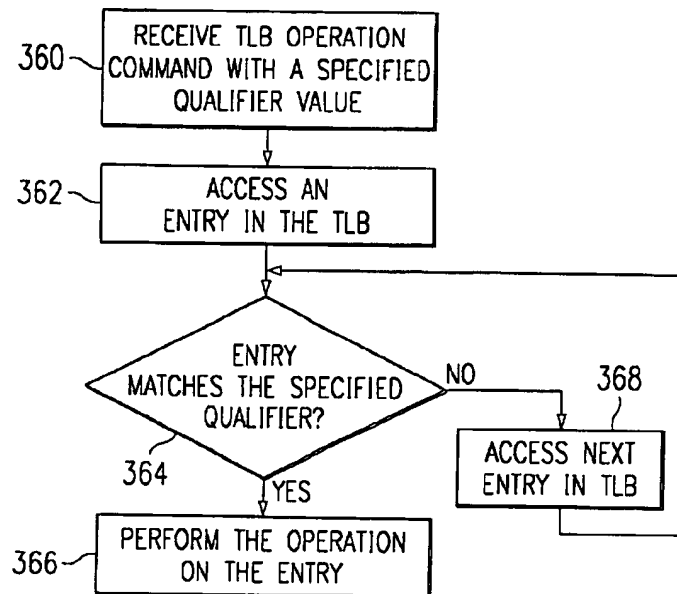 360
RECEIVE TLB OPERATION
COMMAND WITH A SPECIFIED
QUALIFIER VALUE
362
ACCESS AN
ENTRY IN THE TLB
ENTRY
MATCHES THE SPECIFIED
QUALIFIER?
364
NO
368
ACCESS NEXT
ENTRY IN TLB
YES
366
PERFORM THE OPERATION
ON THE ENTRY